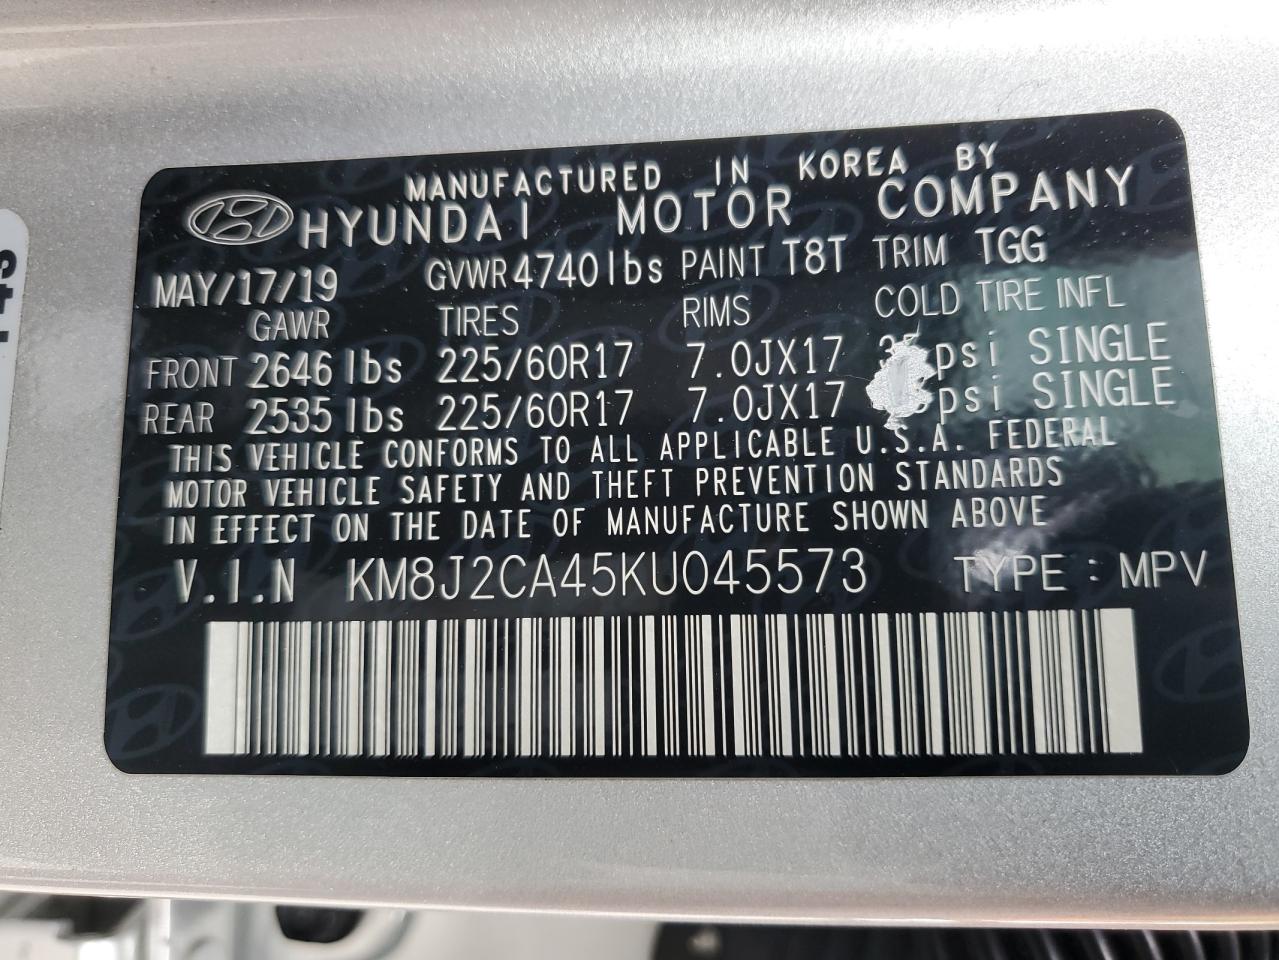 MANUFACTURED IN KOREA BY
HYUNDAI MOTOR COMPANY
MAY/17/19 GVWR 4740lbs PAINT T8T TRIM TGG
GAWR TIRES RIMS COLD TIRE INFL
FRONT 2646 lbs 225/60R17 7.0JX17 psi SINGLE
REAR 2535 lbs 225/60R17 7.0JX17 psi SINGLE
THIS VEHICLE CONFORMS TO ALL APPLICABLE U.S.A. FEDERAL
MOTOR VEHICLE SAFETY AND THEFT PREVENTION STANDARDS
IN EFFECT ON THE DATE OF MANUFACTURE SHOWN ABOVE
V.I.N KM8J2CA45KU045573 TYPE : MPV